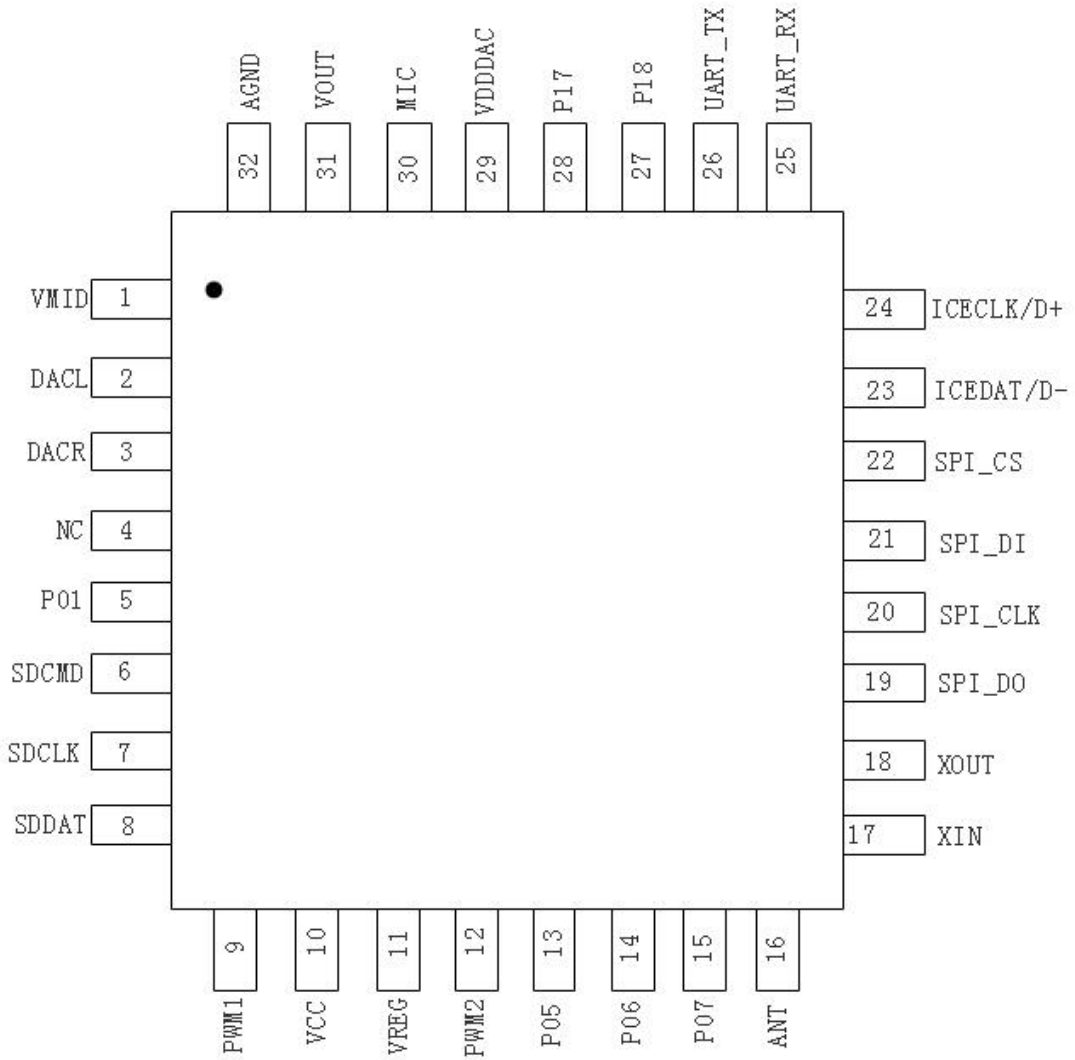 AGND VOUT MIC VDDDAC P17 P18 UART_TX UART_RX
32 31 30 29 28 27 26 25
VMID 1 24 ICECLK/D+
DACL 2 23 ICEDAT/D-
DACR 3 22 SPI_CS
NC 4 21 SPI_DI
P01 5 20 SPI_CLK
SDCMD 6 19 SPI_DO
SDCLK 7 18 XOUT
SDDAT 8 17 XIN
9 10 11 12 13 14 15 16
PWM1 VCC VREG PWM2 P05 P06 P07 ANT